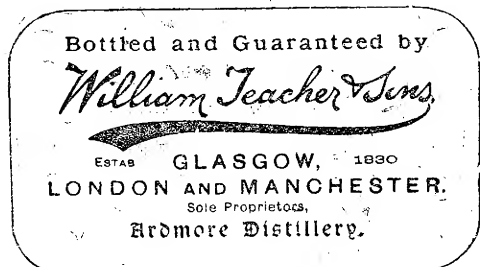 Bottled and Guaranteed by
William Teacher & Sons,
ESTAB GLASGOW, 1830
LONDON AND MANCHESTER.
Sole Proprietors,
Ardmore Distillery.